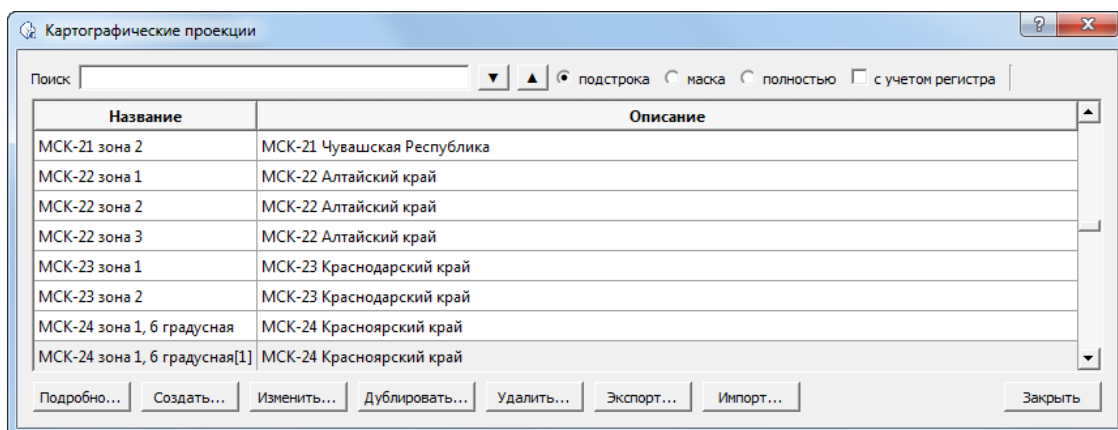 Картографические проекции
Поиск подстрока маска полностью с учетом регистра
Название Описание
МСК-21 зона 2 МСК-21 Чувашская Республика
МСК-22 зона 1 МСК-22 Алтайский край
МСК-22 зона 2 МСК-22 Алтайский край
МСК-22 зона 3 МСК-22 Алтайский край
МСК-23 зона 1 МСК-23 Краснодарский край
МСК-23 зона 2 МСК-23 Краснодарский край
МСК-24 зона 1, 6 градусная МСК-24 Красноярский край
МСК-24 зона 1, 6 градусная[1] МСК-24 Красноярский край
Подробно... Создать... Изменить... Дублировать... Удалить... Экспорт... Импорт... Закрыть